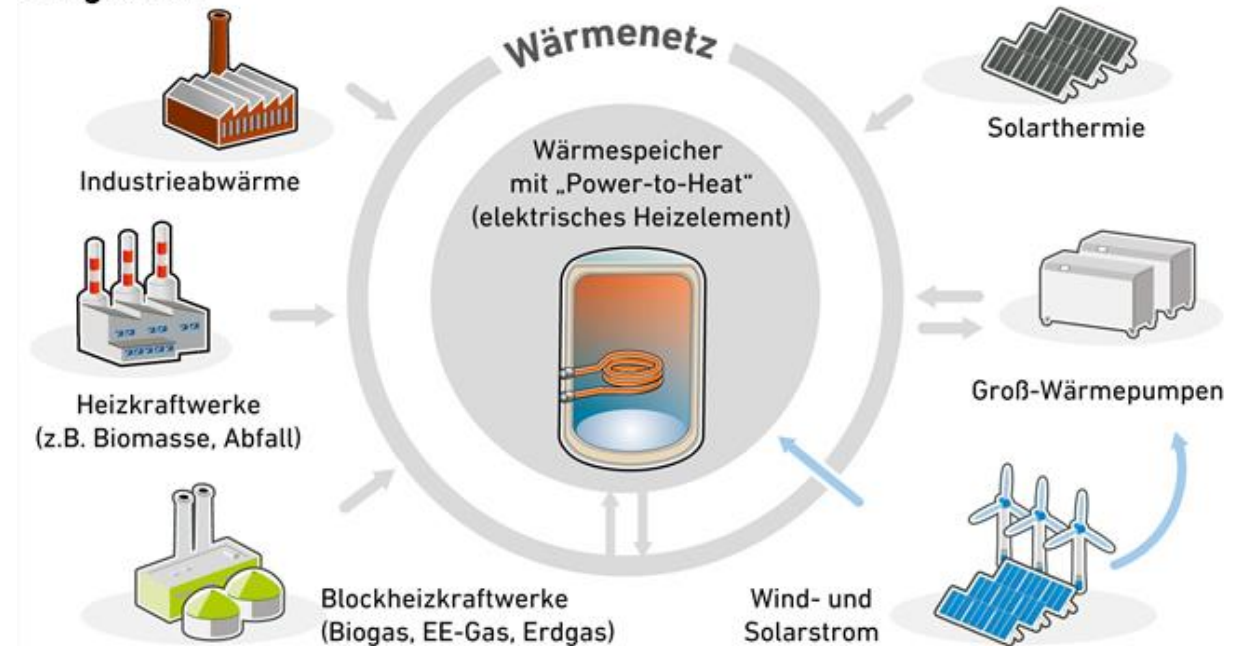 Wärmenetz
Industrieabwärme
Solarthermie
Wärmespeicher
mit „Power-to-Heat“
(elektrisches Heizelement)
Heizkraftwerke
(z.B. Biomasse, Abfall)
Groß-Wärmepumpen
Blockheizkraftwerke
(Biogas, EE-Gas, Erdgas)
Wind- und
Solarstrom